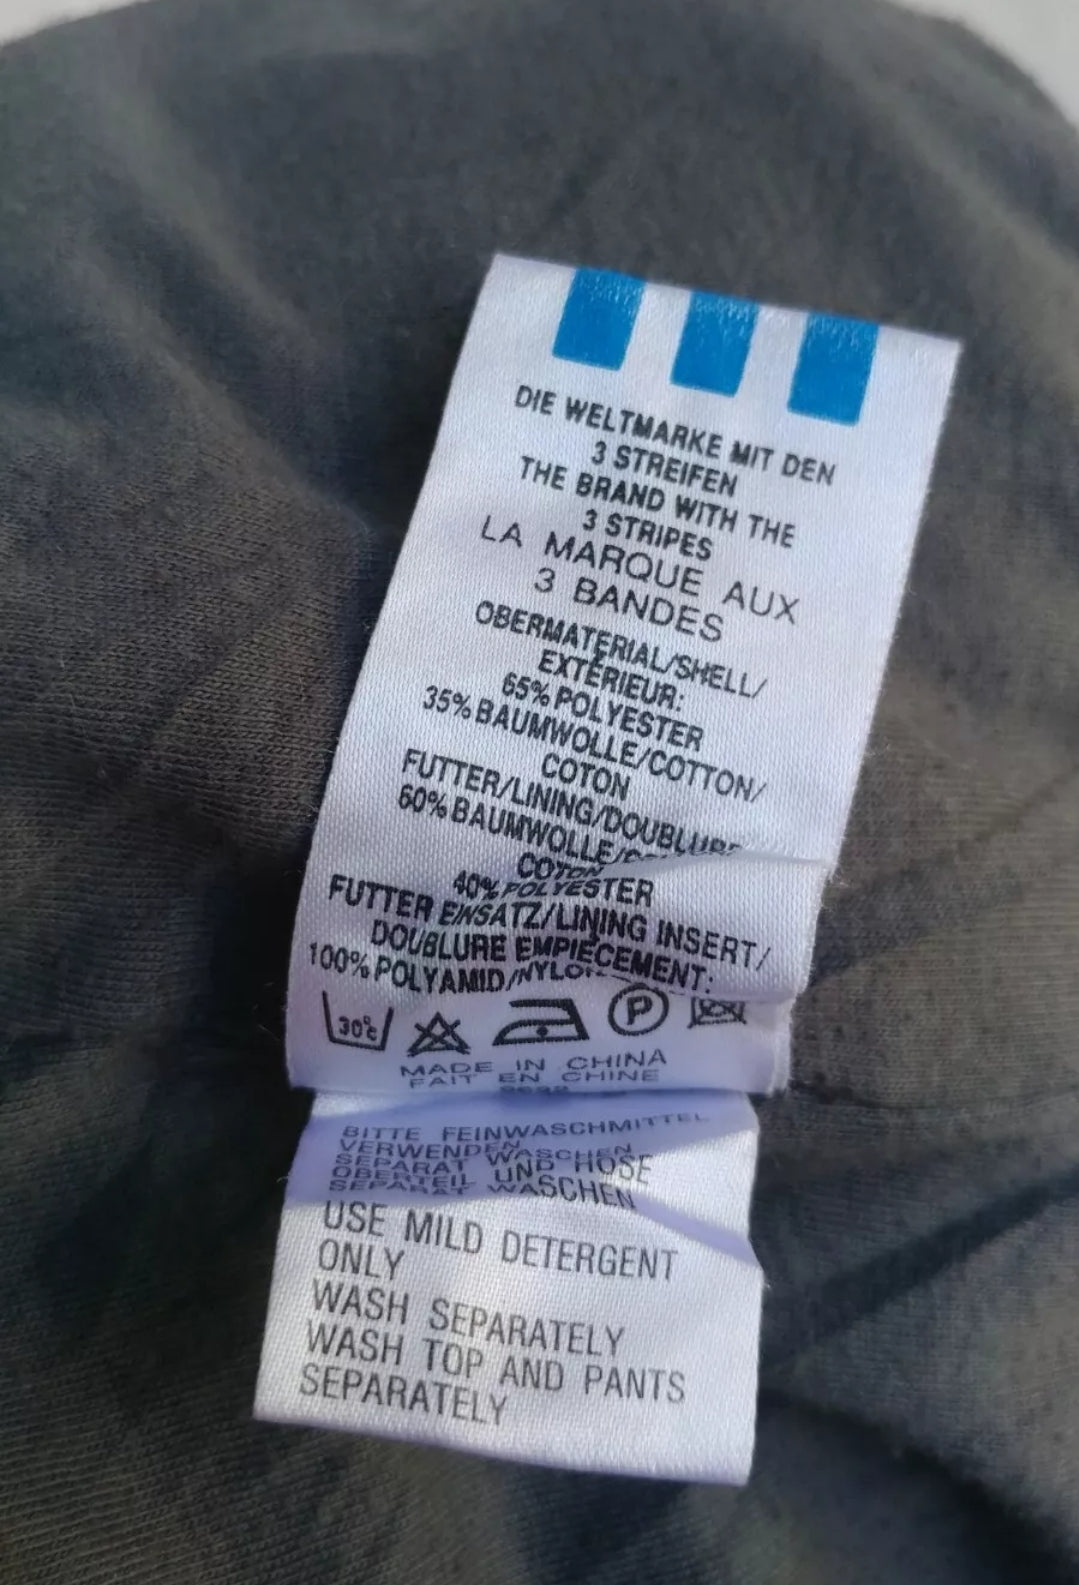 DIE WELTMARKE MIT DEN
3 STREIFEN
THE BRAND WITH THE
3 STRIPES
LA MARQUE AUX
3 BANDES
OBERMATERIAL/SHELL/
EXTÉRIEUR:
65% POLYESTER
35% BAUMWOLLE/COTTON/
COTON
FUTTER/LINING/DOUBLURE
60% BAUMWOLLE/
COTON
40% POLYESTER
FUTTER EINSATZ/LINING INSERT/
DOUBLURE EMPIÈCEMENT:
100% POLYAMID/NYLON
30°c P
MADE IN CHINA
FAIT EN CHINE
BITTE FEINWASCHMITTEL
VERWENDEN
SEPARAT WASCHEN
OBERTEIL UND HOSE
SEPARAT WASCHEN
USE MILD DETERGENT
ONLY
WASH SEPARATELY
WASH TOP AND PANTS
SEPARATELY